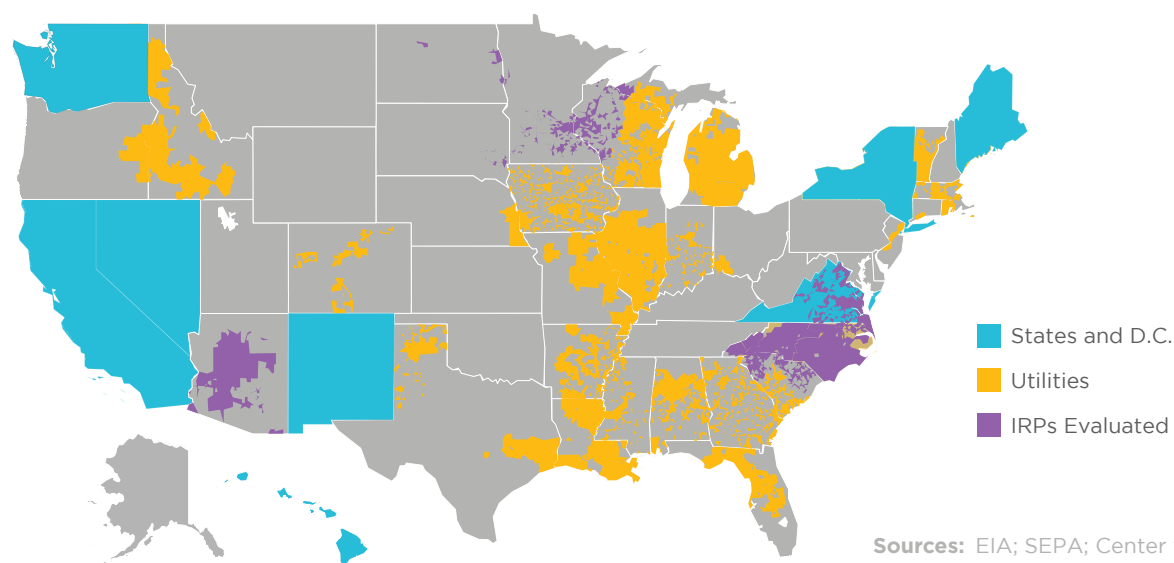 States and D.C.
Utilities
IRPs Evaluated
Sources: EIA; SEPA; Center